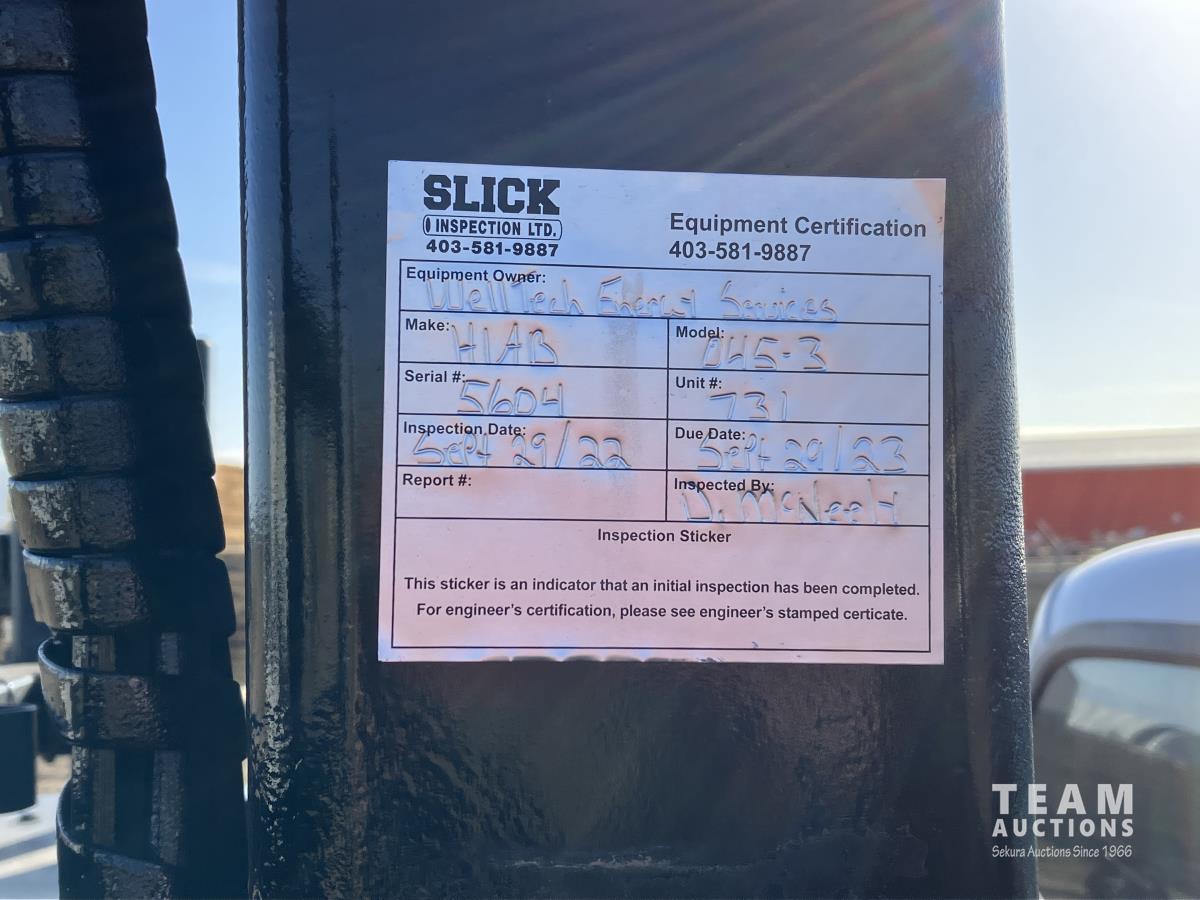 SLICK
INSPECTION LTD.
403-581-9887
Equipment Certification
403-581-9887
Equipment Owner: WellTech Energy Services
Make: HIAB
Model: 045-3
Serial #: 5604
Unit #: 731
Inspection Date: Sept 29/22
Due Date: Sept 29/23
Report #:
Inspected By: D.
Inspection Sticker
This sticker is an indicator that an initial inspection has been completed.
For engineer's certification, please see engineer's stamped certicate.
TEAM
AUCTIONS
Sekura Auctions Since 1966